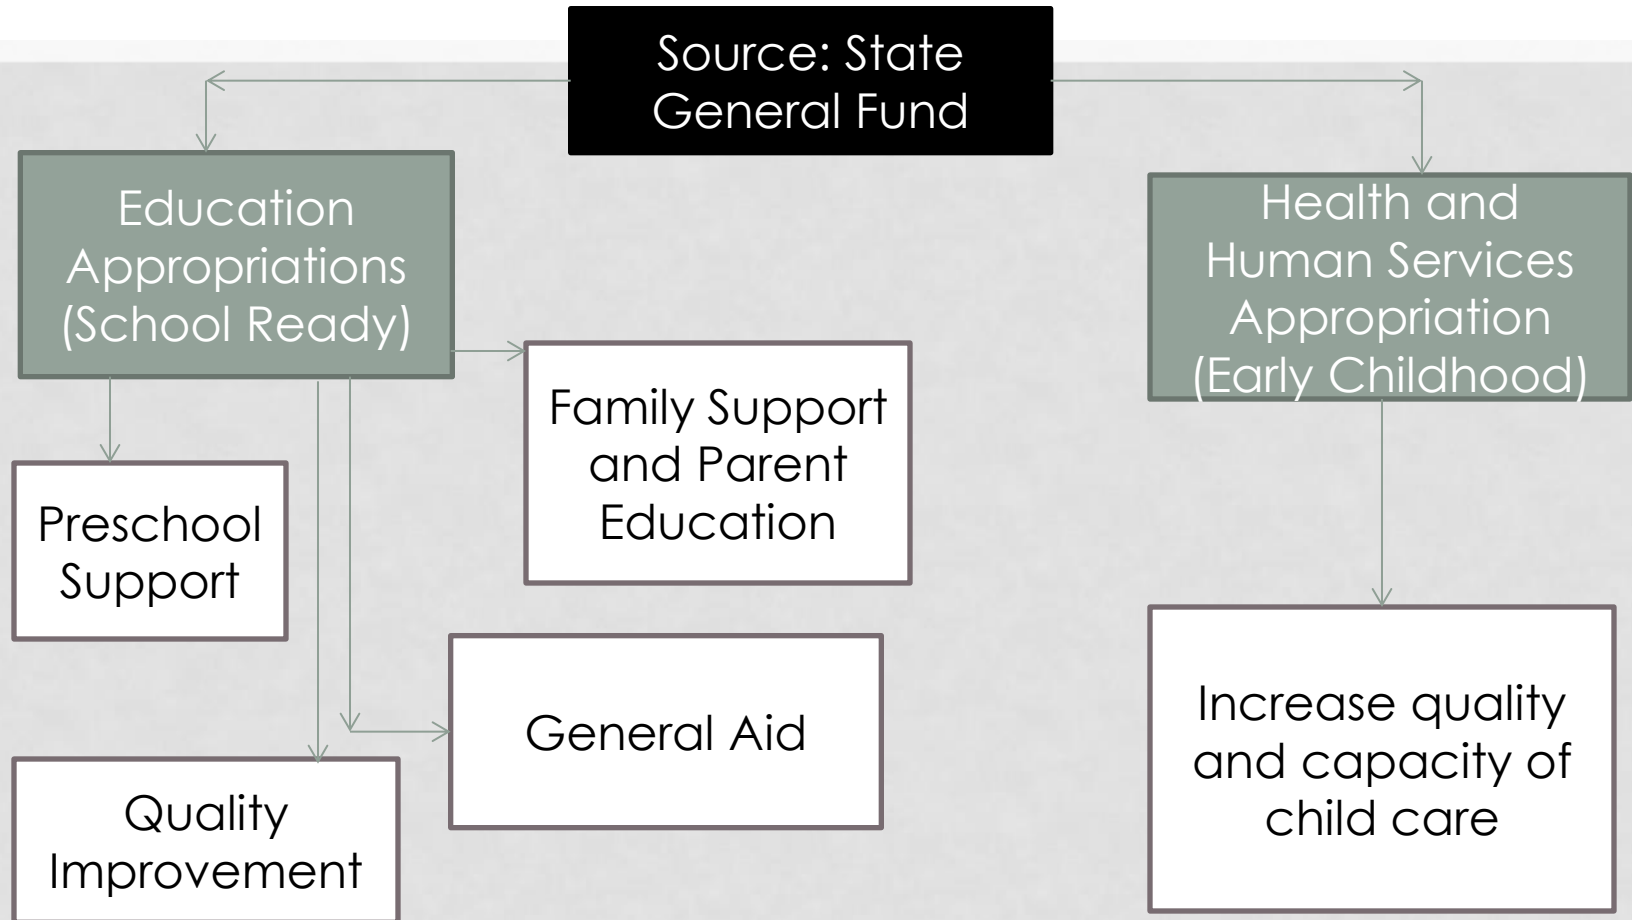 Source: State
General Fund
Education
Appropriations
(School Ready)
Health and
Human Services
Appropriation
(Early Childhood)
Family Support
and Parent
Education
Preschool
Support
General Aid
Quality
Improvement
Increase quality
and capacity of
child care